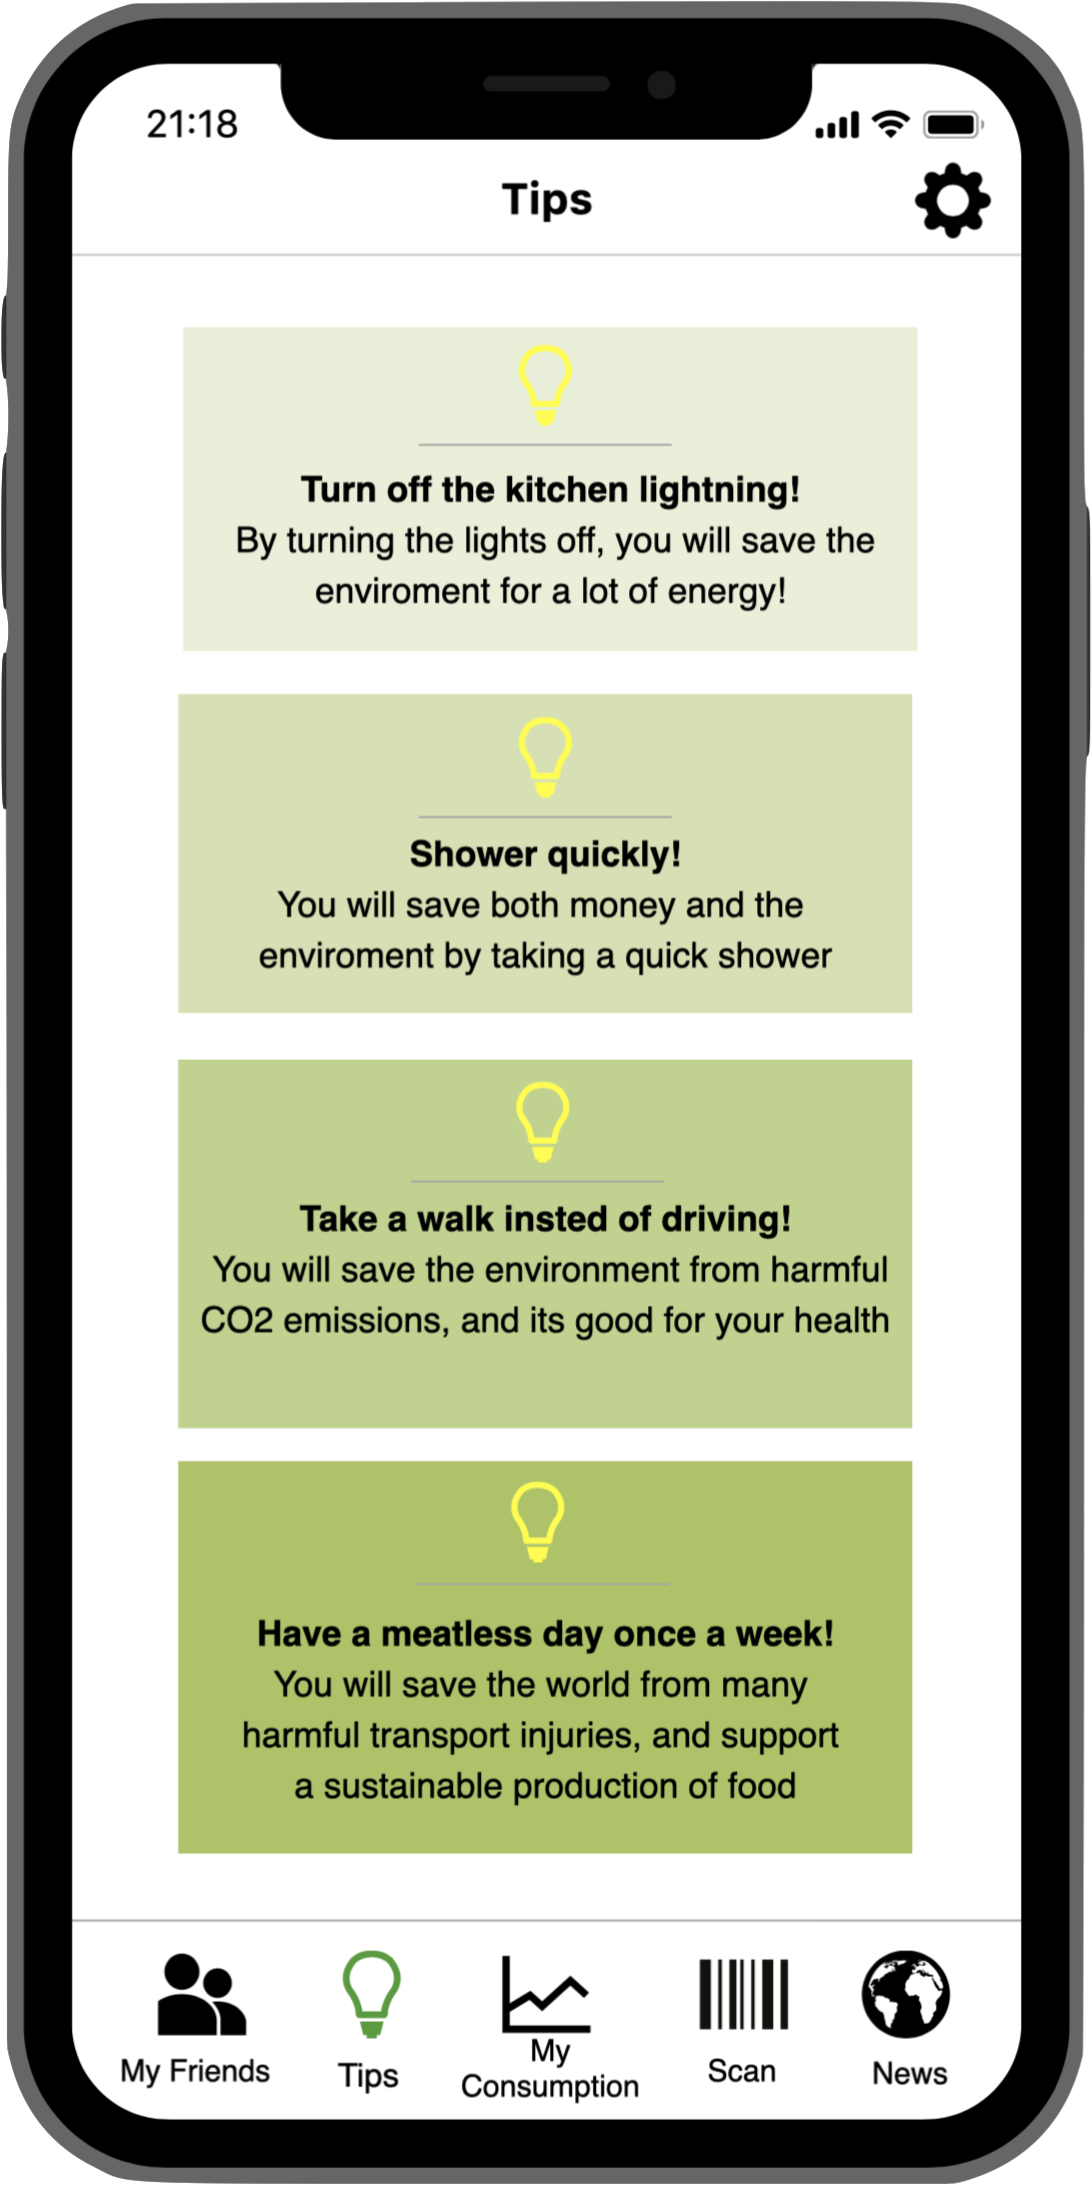 21:18
Tips
Turn off the kitchen lightning!
By turning the lights off, you will save the
enviroment for a lot of energy!
Shower quickly!
You will save both money and the
enviroment by taking a quick shower
Take a walk insted of driving!
You will save the environment from harmful
CO2 emissions, and its good for your health
Have a meatless day once a week!
You will save the world from many
harmful transport injuries, and support
a sustainable production of food
My Friends
Tips
My
Consumption
Scan
News